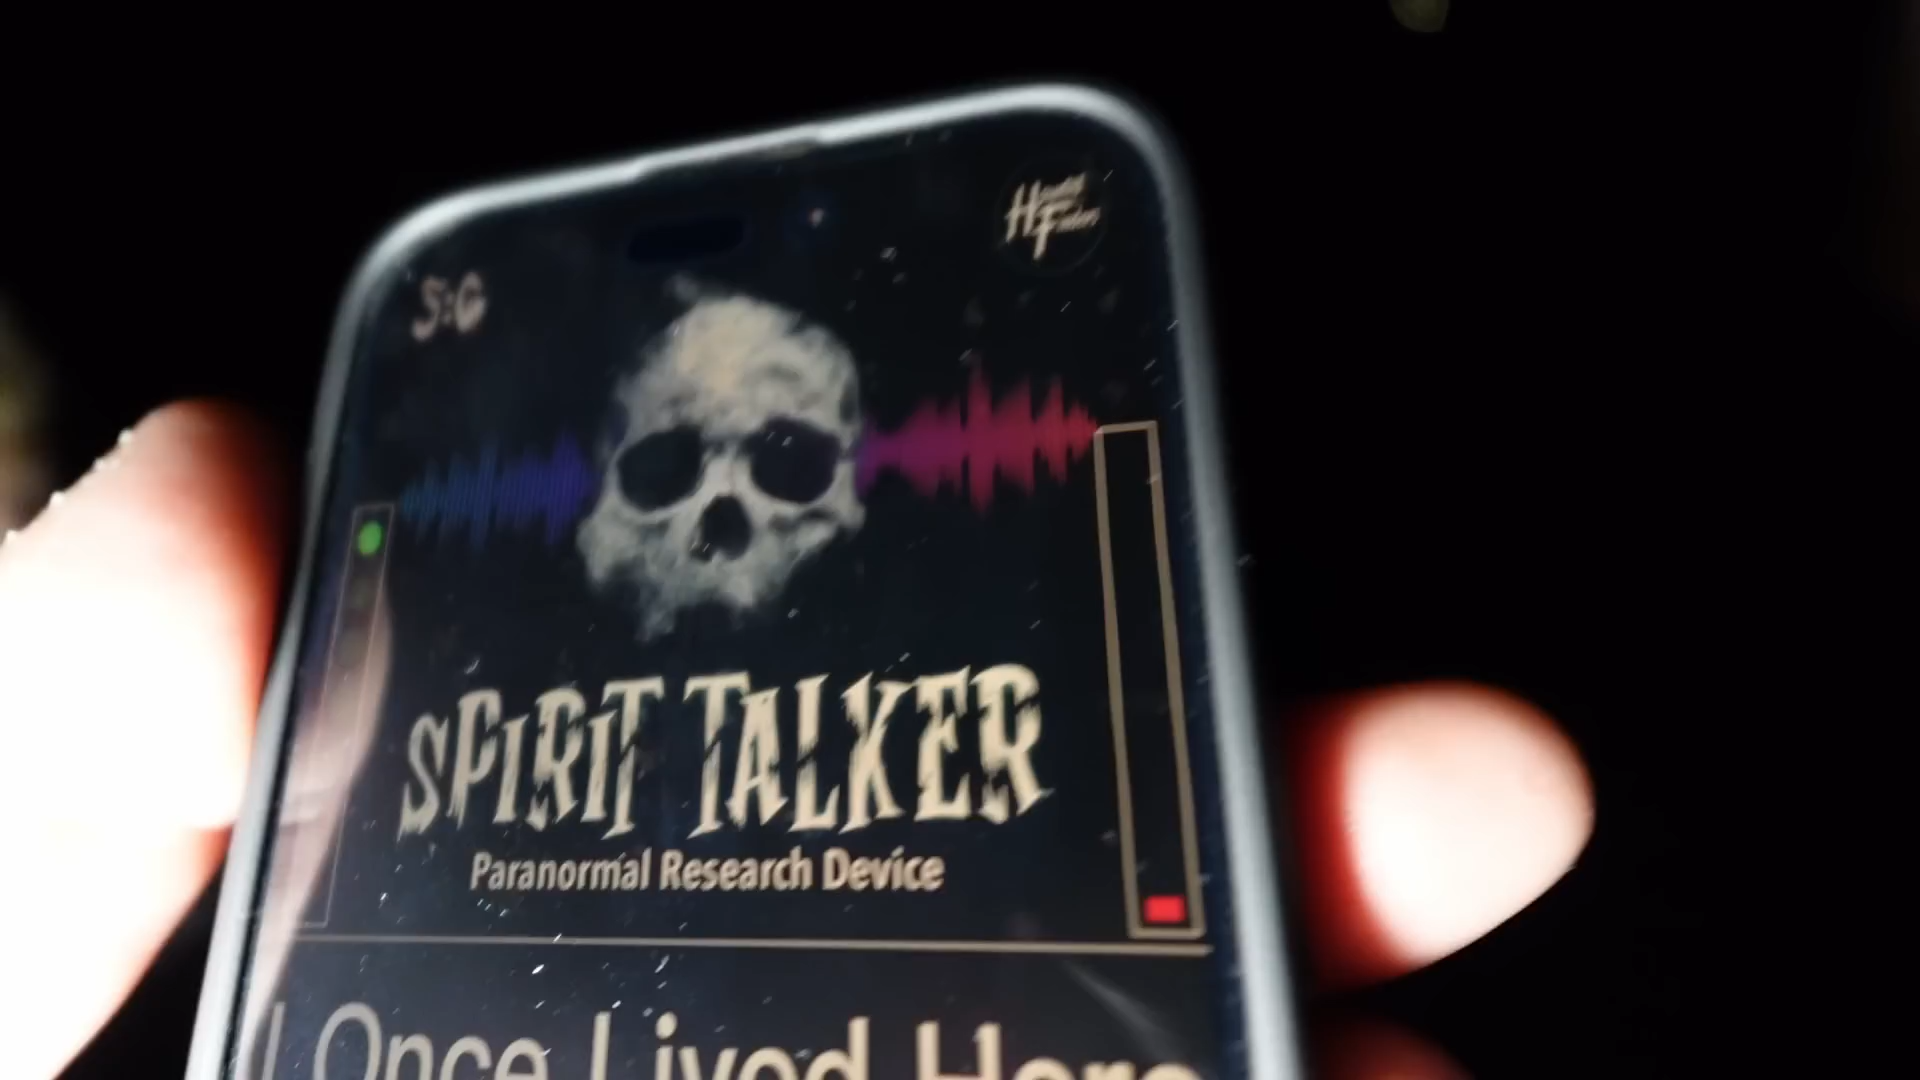 S:G
SPIRIT TALKER
Paranormal Research Device
I Once Lived Here